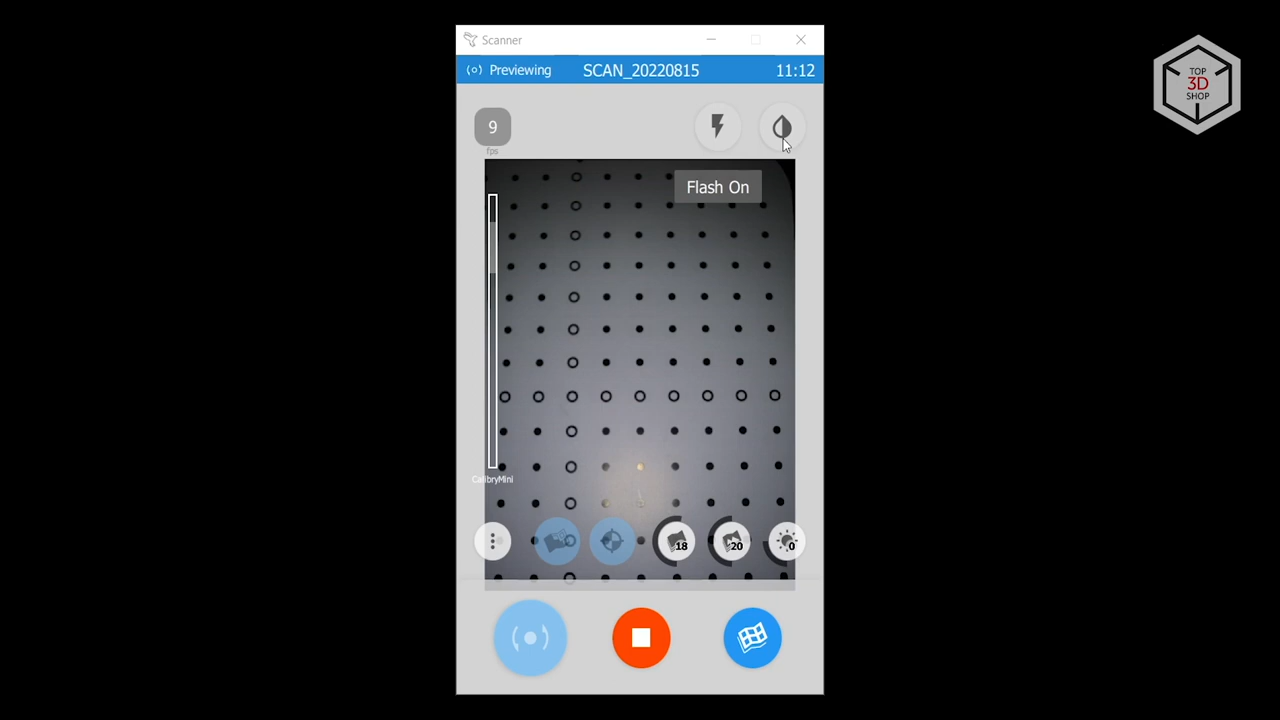 Scanner
Previewing SCAN_20220815 11:12
TOP
3D
SHOP
9
fps
Flash On
CalibryMini
18 20 0